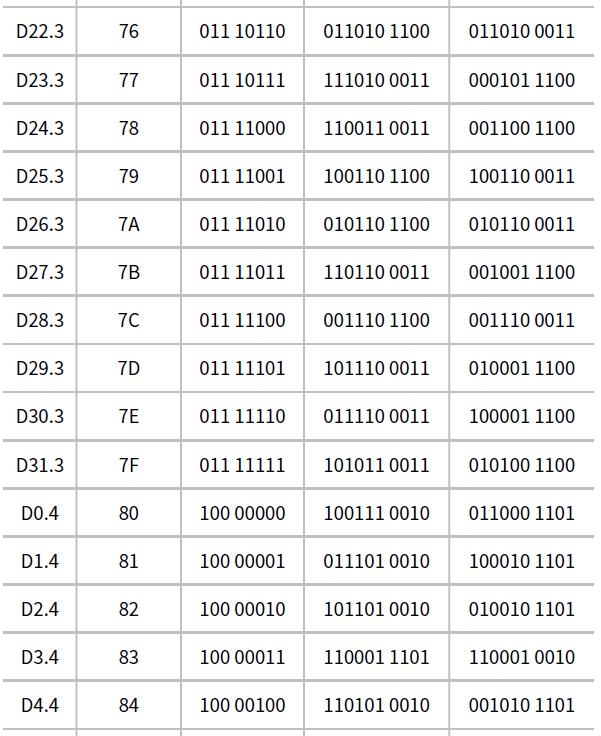 D22.3 76 011 10110 011010 1100 011010 0011
D23.3 77 011 10111 111010 0011 000101 1100
D24.3 78 011 11000 110011 0011 001100 1100
D25.3 79 011 11001 100110 1100 100110 0011
D26.3 7A 011 11010 010110 1100 010110 0011
D27.3 7B 011 11011 110110 0011 001001 1100
D28.3 7C 011 11100 001110 1100 001110 0011
D29.3 7D 011 11101 101110 0011 010001 1100
D30.3 7E 011 11110 011110 0011 100001 1100
D31.3 7F 011 11111 101011 0011 010100 1100
D0.4 80 100 00000 100111 0010 011000 1101
D1.4 81 100 00001 011101 0010 100010 1101
D2.4 82 100 00010 101101 0010 010010 1101
D3.4 83 100 00011 110001 1101 110001 0010
D4.4 84 100 00100 110101 0010 001010 1101